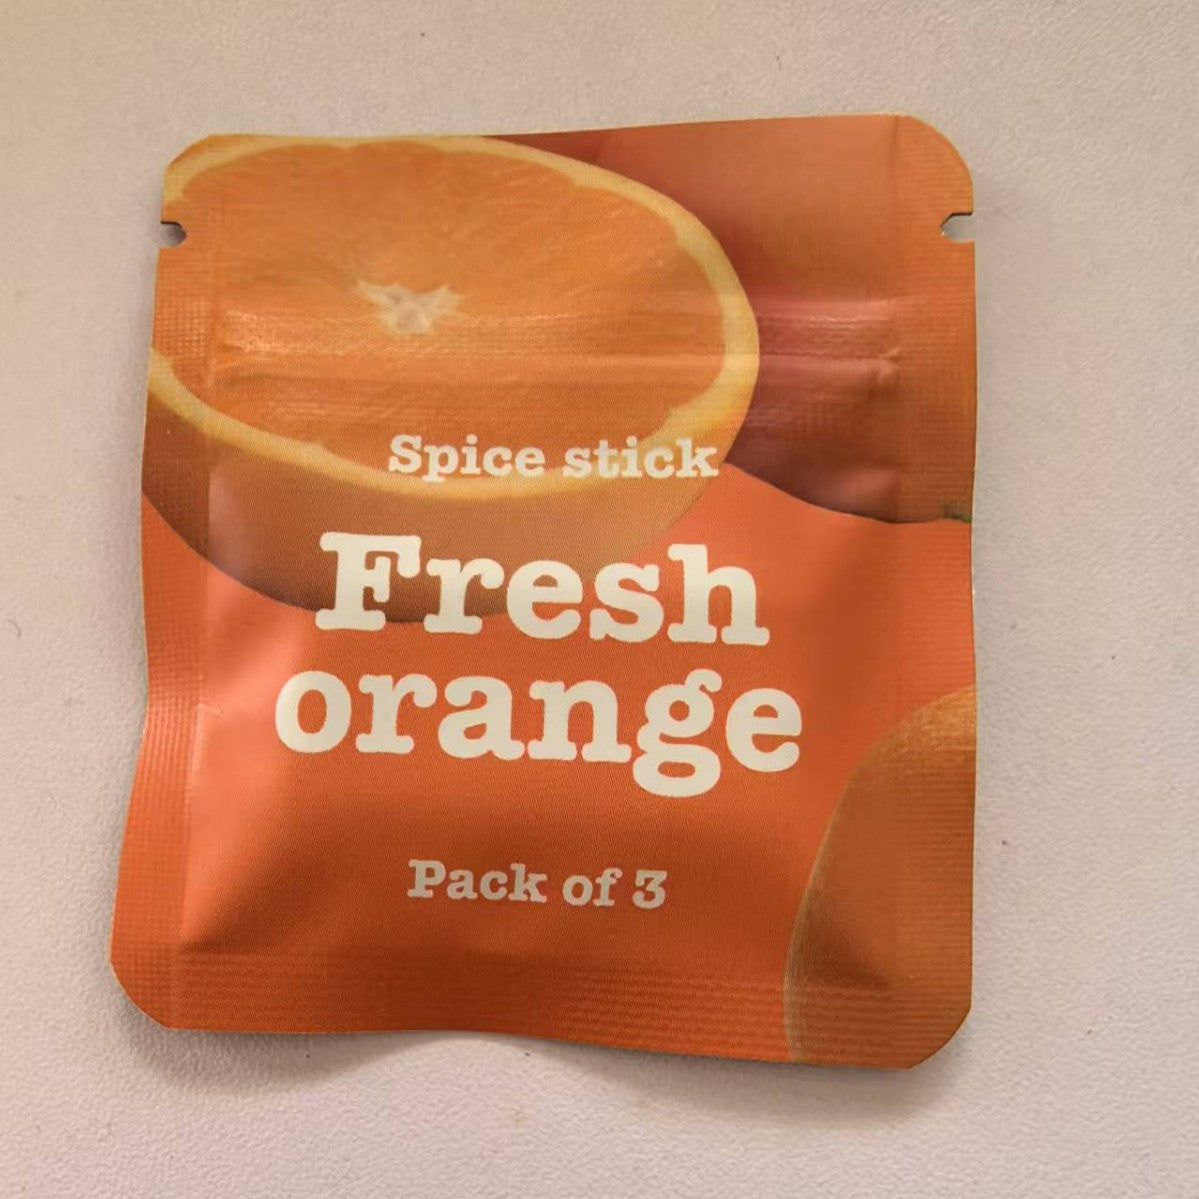 Spice stick
Fresh
orange
Pack of 3